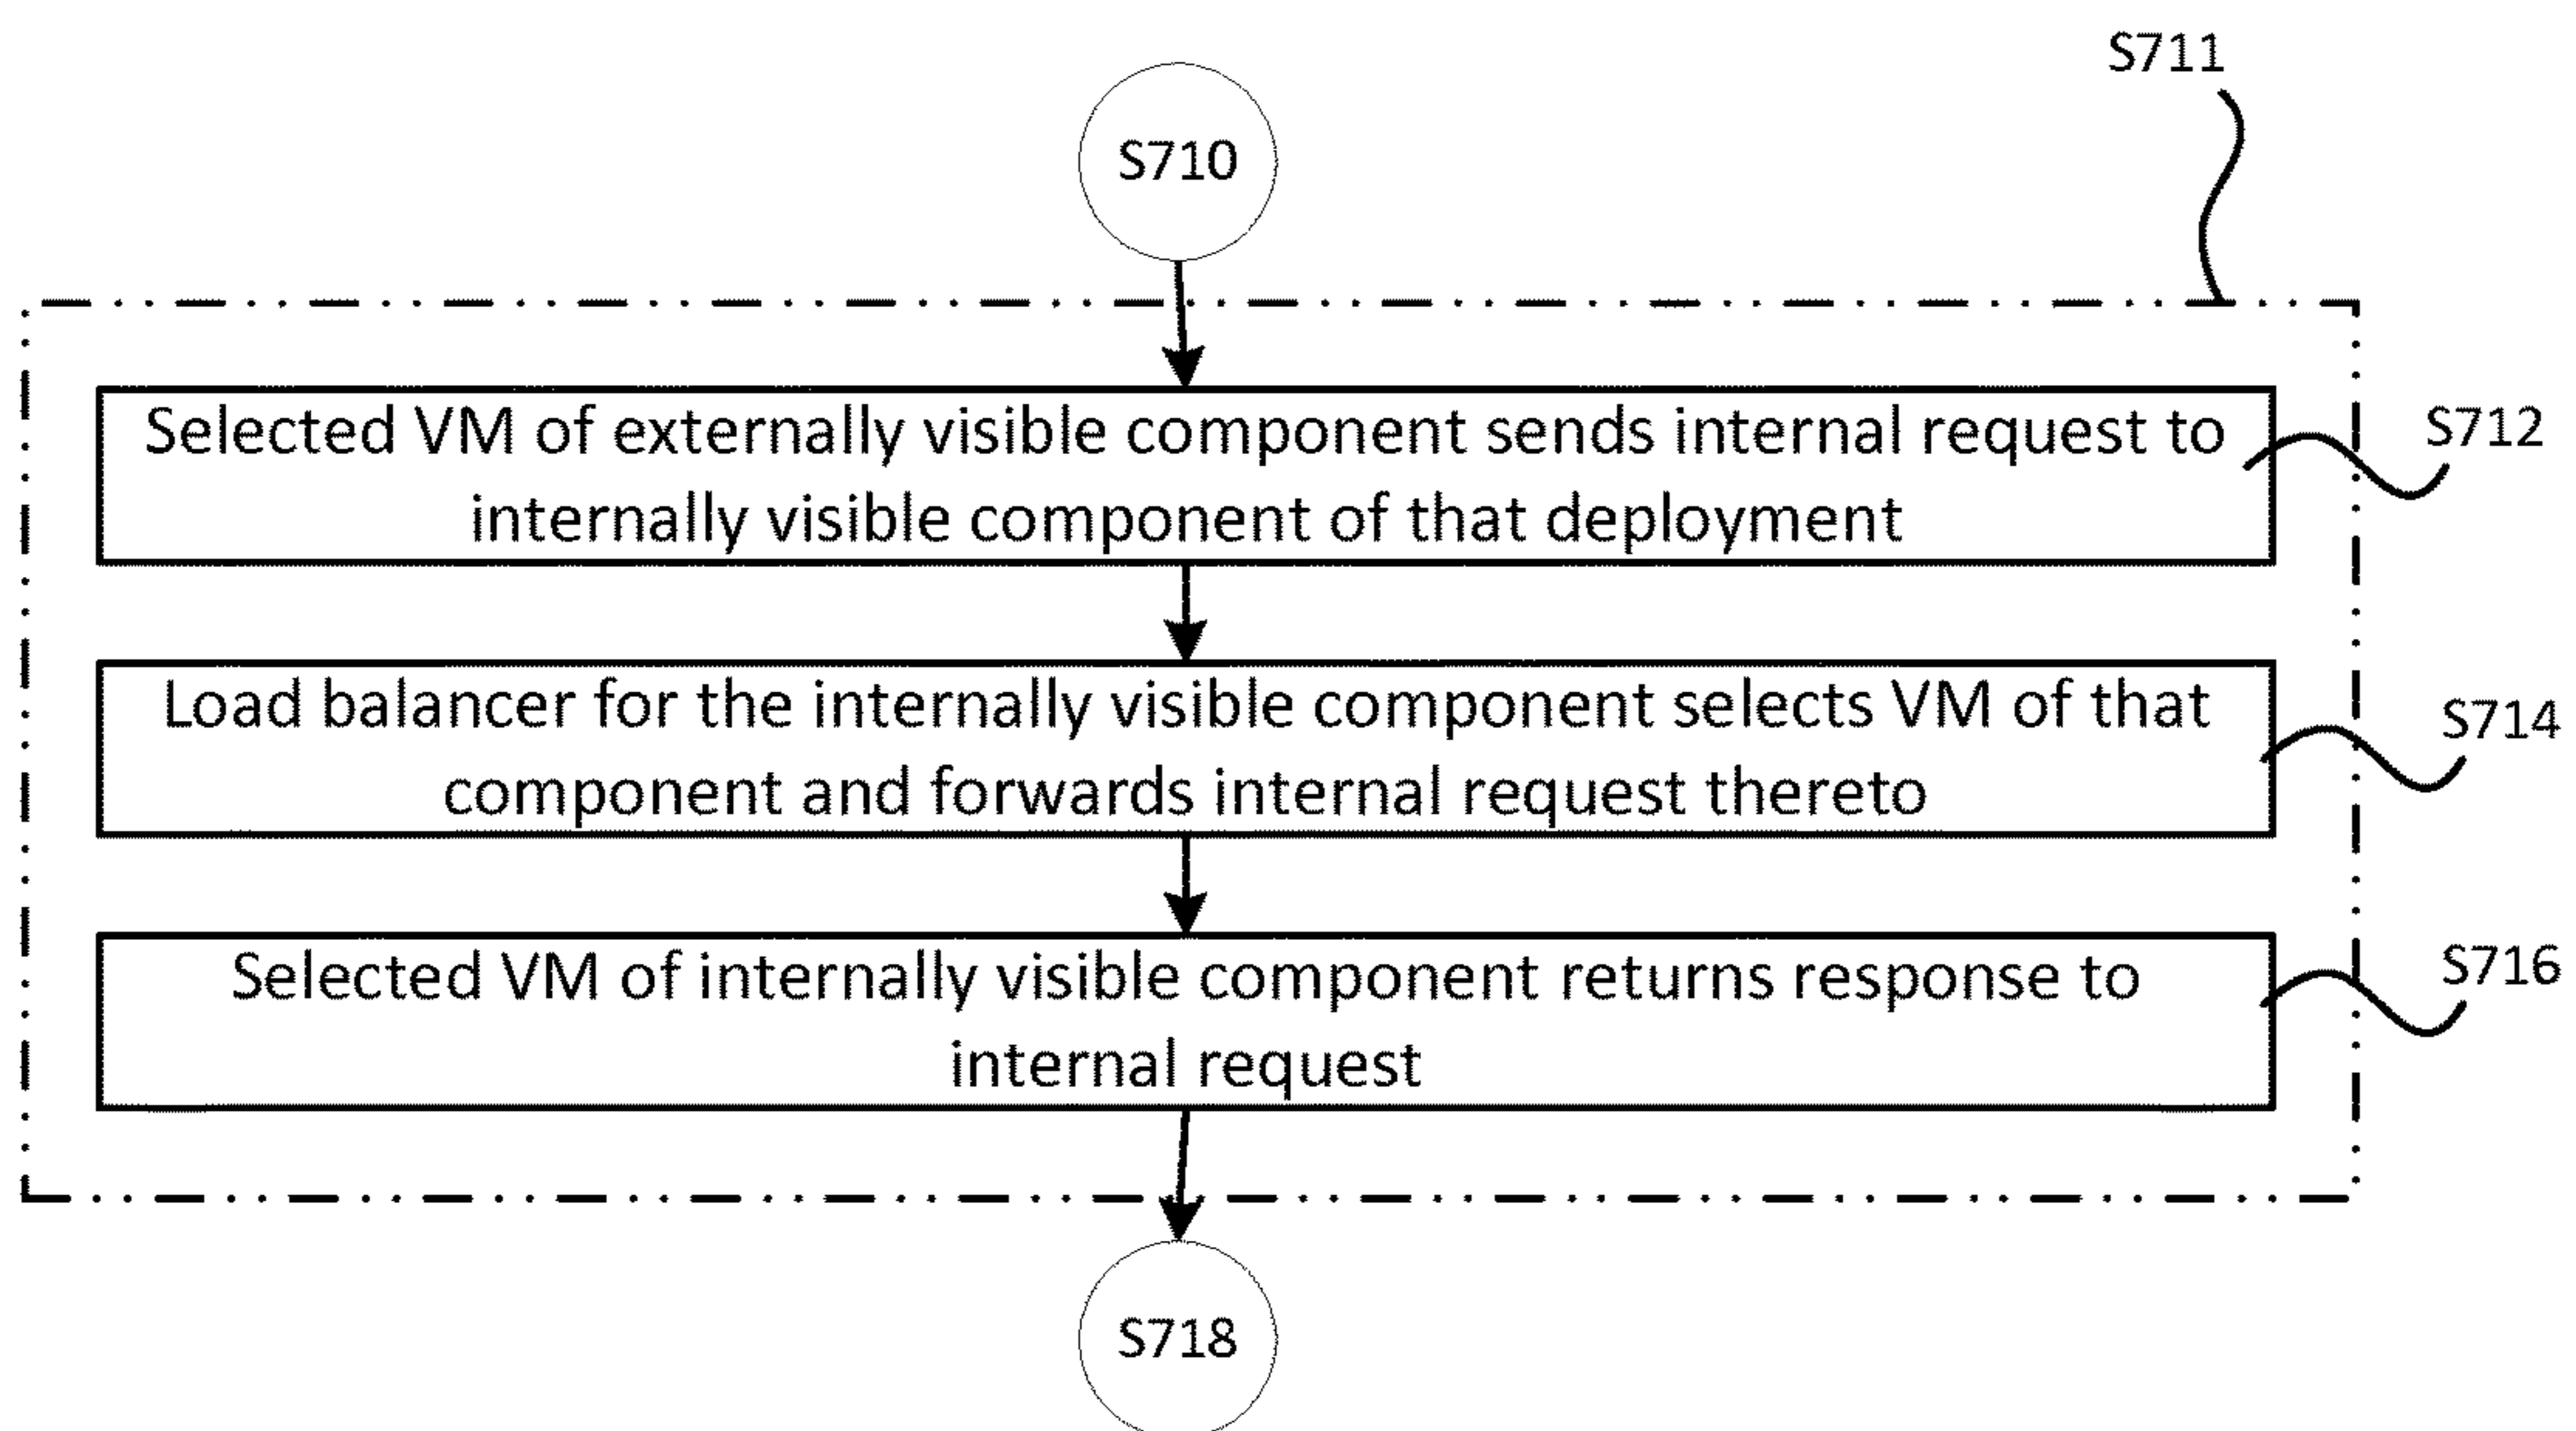 S711
S710
Selected VM of externally visible component sends internal request to
internally visible component of that deployment
S712
Load balancer for the internally visible component selects VM of that
component and forwards internal request thereto
S714
Selected VM of internally visible component returns response to
internal request
S716
S718